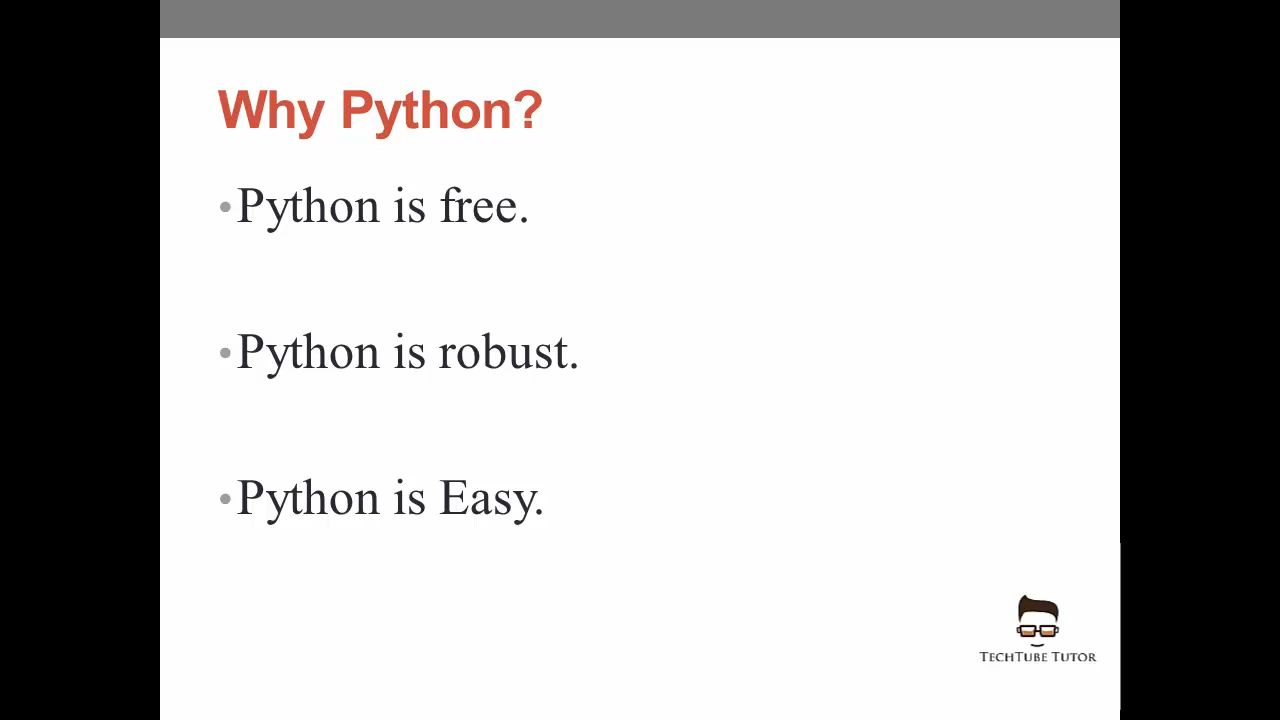 Why Python?
•Python is free.
•Python is robust.
•Python is Easy.
TECHTUBE TUTOR